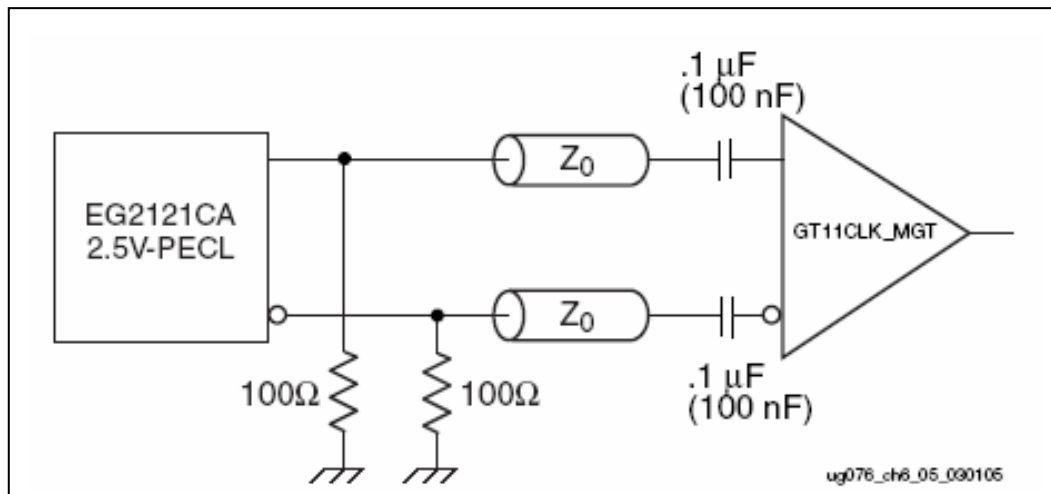 .1 µF
(100 nF)
Z0
EG2121CA
2.5V-PECL
GT11CLK_MGT
Z0
100Ω
100Ω
.1 µF
(100 nF)
ug076_ch6_05_030105